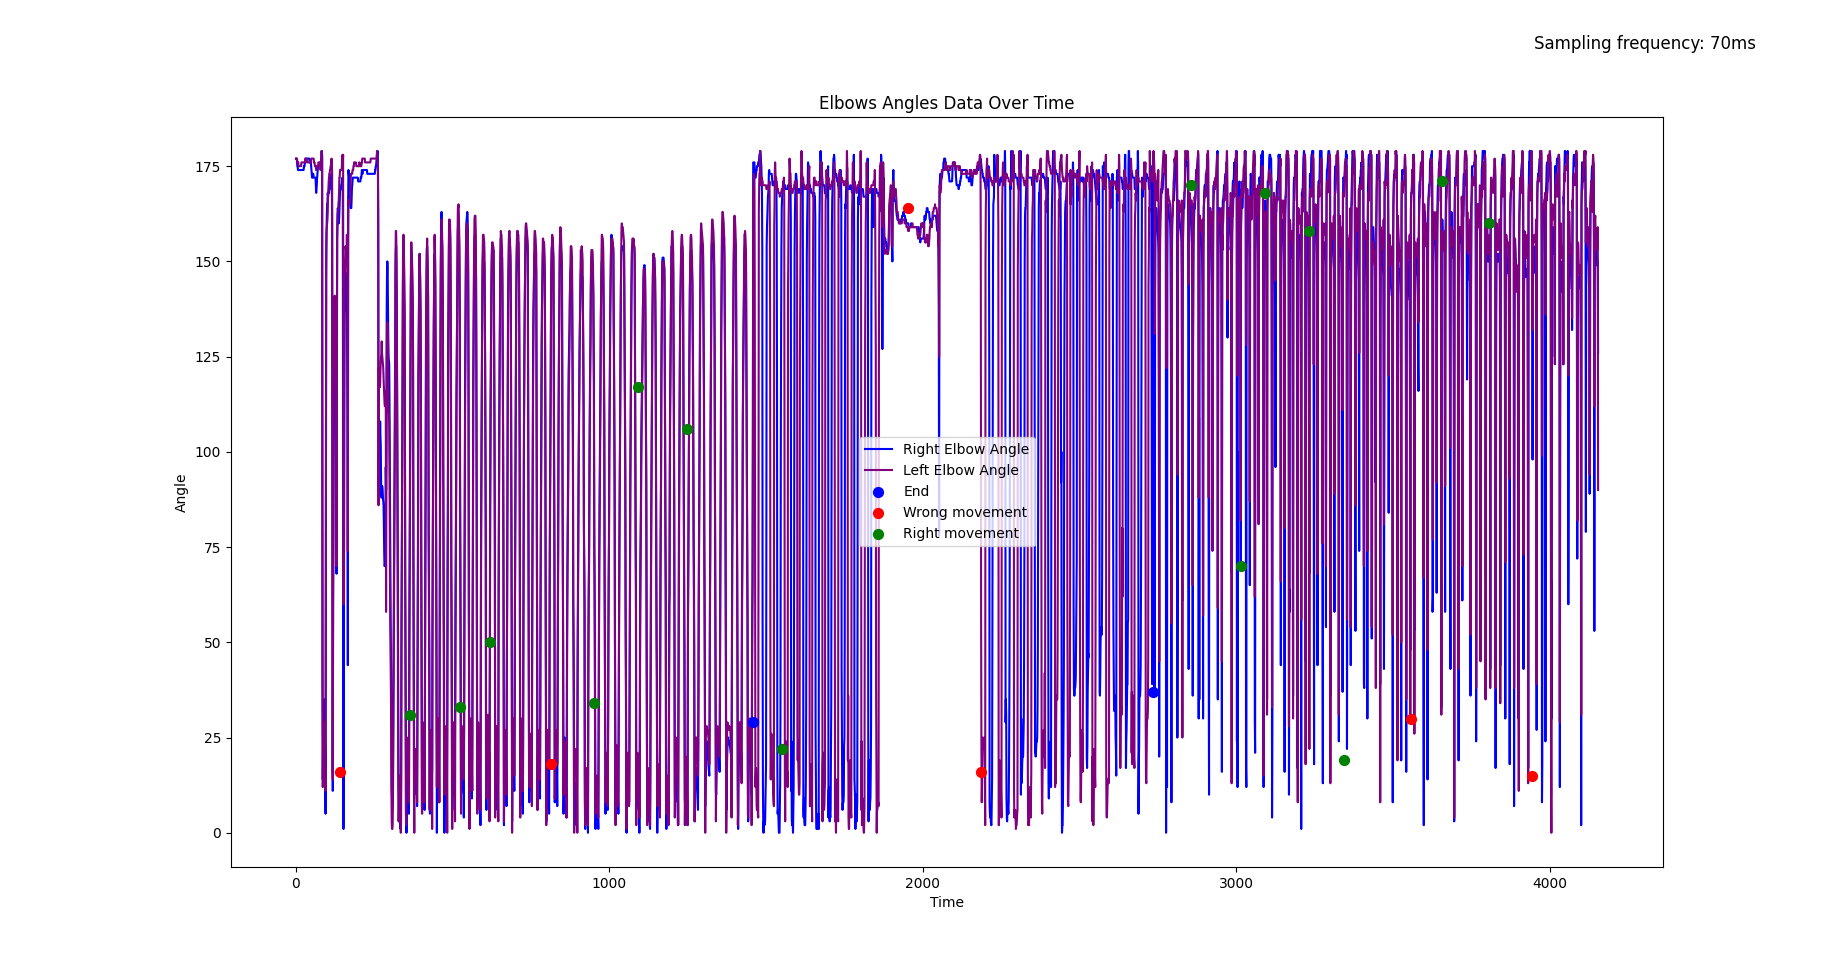 Sampling frequency: 70ms
Elbows Angles Data Over Time
175
150
125
100
75
50
25
0
Angle
Right Elbow Angle
Left Elbow Angle
End
Wrong movement
Right movement
0 1000 2000 3000 4000
Time